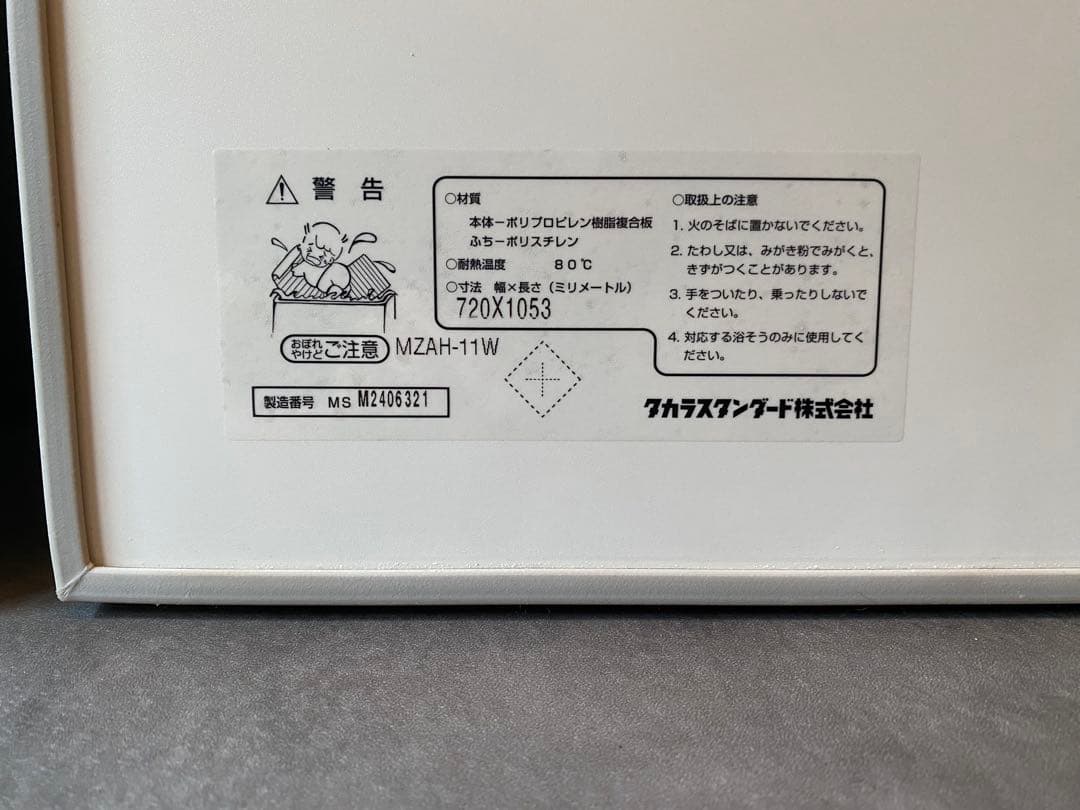 警告
おぼれ
やけど ご注意
MZAH-11W
製造番号 MS M2406321
○材質
本体ーポリプロピレン樹脂複合板
ふちーポリスチレン
○耐熱温度 80℃
○寸法 幅×長さ(ミリメートル)
720X1053
○取扱上の注意
1. 火のそばに置かないでください。
2. たわし又は、みがき粉でみがくと、
きずがつくことがあります。
3. 手をついたり、乗ったりしないで
ください。
4. 対応する浴そうのみに使用してく
ださい。
タカラスタンダード株式会社